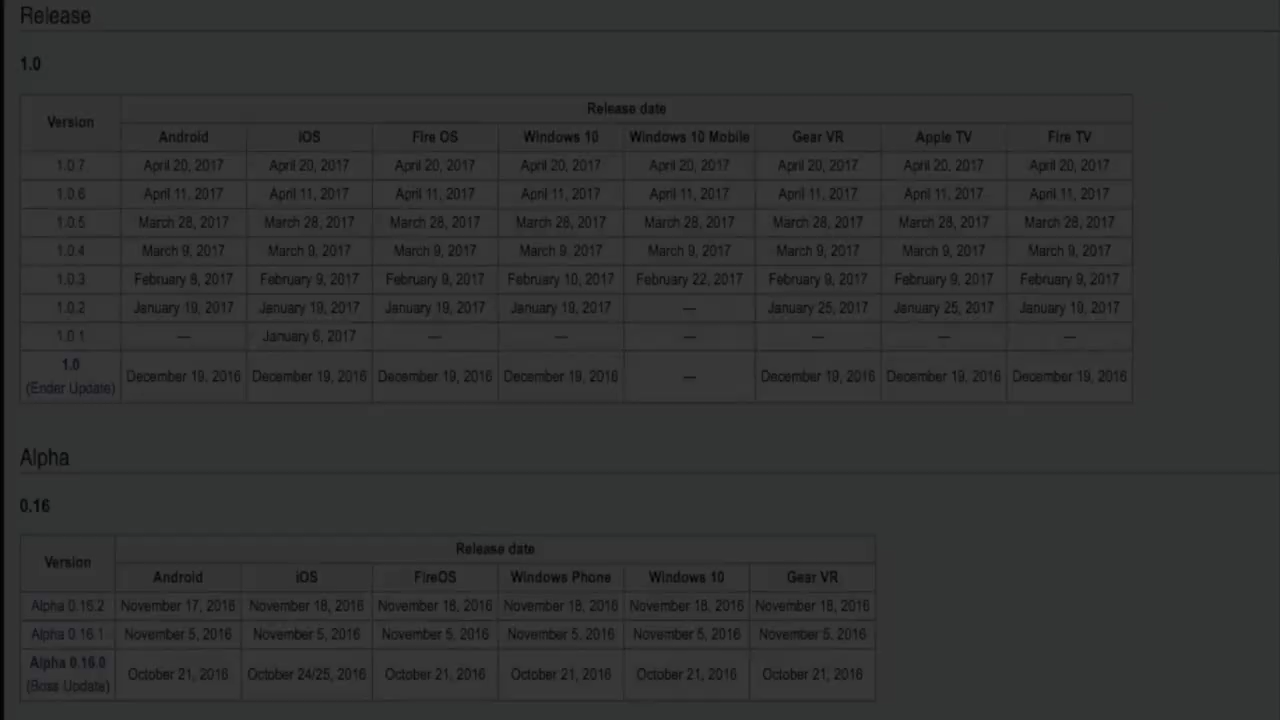 Release
1.0
Version Release date
Android iOS Fire OS Windows 10 Windows 10 Mobile Gear VR Apple TV Fire TV
1.0.7 April 20, 2017 April 20, 2017 April 20, 2017 April 20, 2017 April 20, 2017 April 20, 2017 April 20, 2017 April 20, 2017
1.0.6 April 11, 2017 April 11, 2017 April 11, 2017 April 11, 2017 April 11, 2017 April 11, 2017 April 11, 2017 April 11, 2017
1.0.5 March 28, 2017 March 28, 2017 March 28, 2017 March 28, 2017 March 28, 2017 March 28, 2017 March 28, 2017 March 28, 2017
1.0.4 March 9, 2017 March 9, 2017 March 9, 2017 March 9, 2017 March 9, 2017 March 9, 2017 March 9, 2017 March 9, 2017
1.0.3 February 8, 2017 February 9, 2017 February 9, 2017 February 10, 2017 February 22, 2017 February 9, 2017 February 9, 2017 February 9, 2017
1.0.2 January 19, 2017 January 19, 2017 January 19, 2017 January 19, 2017 — January 25, 2017 January 25, 2017 January 19, 2017
1.0.1 — January 6, 2017 — — — — — —
1.0
(Ender Update) December 19, 2016 December 19, 2016 December 19, 2016 December 19, 2016 — December 19, 2016 December 19, 2016 December 19, 2016
Alpha
0.16
Version Release date
Android iOS FireOS Windows Phone Windows 10 Gear VR
Alpha 0.16.2 November 17, 2016 November 18, 2016 November 18, 2016 November 18, 2016 November 18, 2016 November 18, 2016
Alpha 0.16.1 November 5, 2016 November 5, 2016 November 5, 2016 November 5, 2016 November 5, 2016 November 5, 2016
Alpha 0.16.0
(Boss Update) October 21, 2016 October 24/25, 2016 October 21, 2016 October 21, 2016 October 21, 2016 October 21, 2016